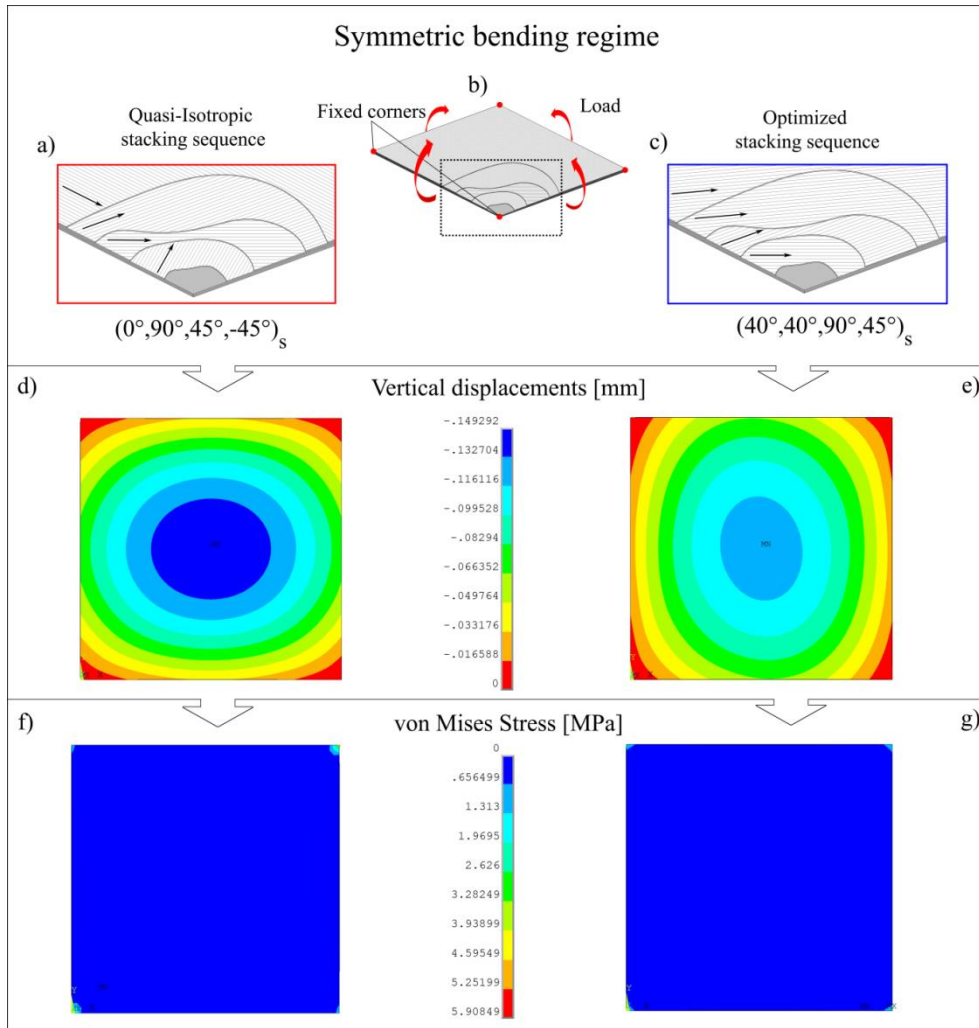 Symmetric bending regime
b)
Quasi-Isotropic
stacking sequence
Fixed corners
Load
Optimized
stacking sequence
a)
c)
(0°,90°,45°,-45°)s
(40°,40°,90°,45°)s
d)
Vertical displacements [mm]
e)
-.149292
-.132704
-.116116
-.099528
-.08294
-.066352
-.049764
-.033176
-.016588
0
MN
Y
X
f)
von Mises Stress [MPa]
g)
0
.656499
1.313
1.9695
2.626
3.28249
3.93899
4.59549
5.25199
5.90849
Y
Y
X